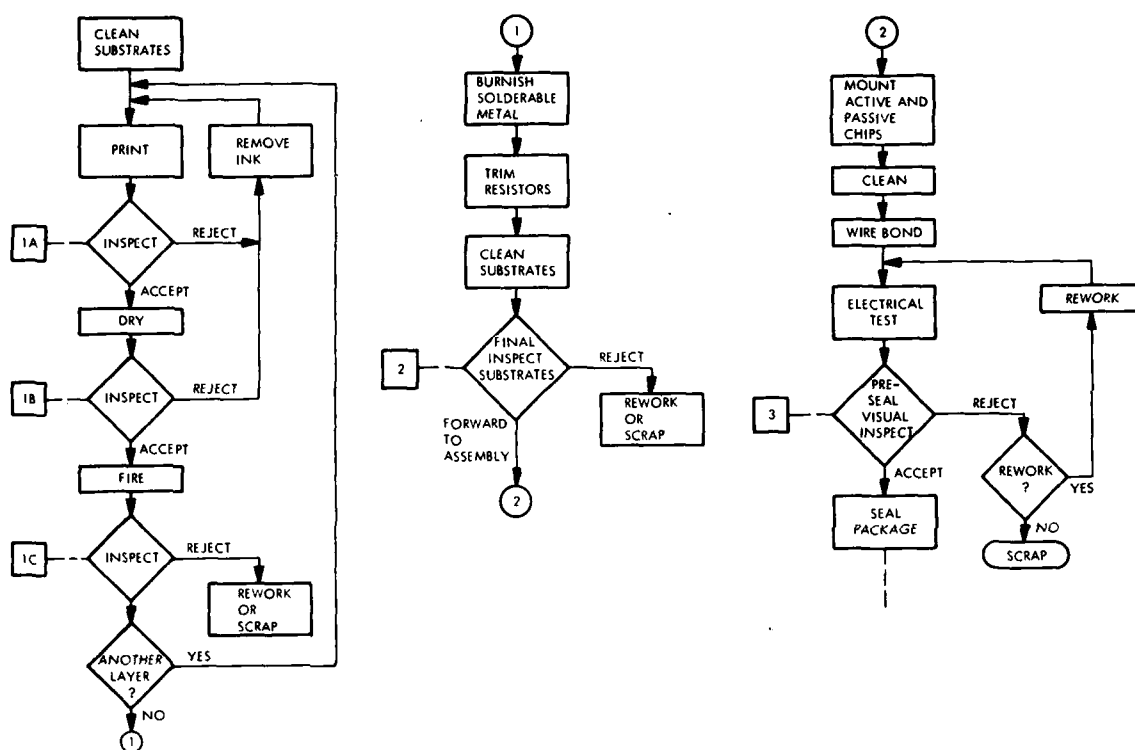 CLEAN
SUBSTRATES
PRINT
REMOVE
INK
1A
INSPECT
REJECT
ACCEPT
DRY
1B
INSPECT
REJECT
ACCEPT
FIRE
1C
INSPECT
REJECT
REWORK
OR
SCRAP
ANOTHER
LAYER
?
YES
NO
1
1
BURNISH
SOLDERABLE
METAL
TRIM
RESISTORS
CLEAN
SUBSTRATES
2
FINAL
INSPECT
SUBSTRATES
REJECT
REWORK
OR
SCRAP
FORWARD
TO
ASSEMBLY
2
2
MOUNT
ACTIVE AND
PASSIVE
CHIPS
CLEAN
WIRE BOND
ELECTRICAL
TEST
REWORK
3
PRE-
SEAL
VISUAL
INSPECT
REJECT
ACCEPT
REWORK
?
YES
NO
SCRAP
SEAL
PACKAGE